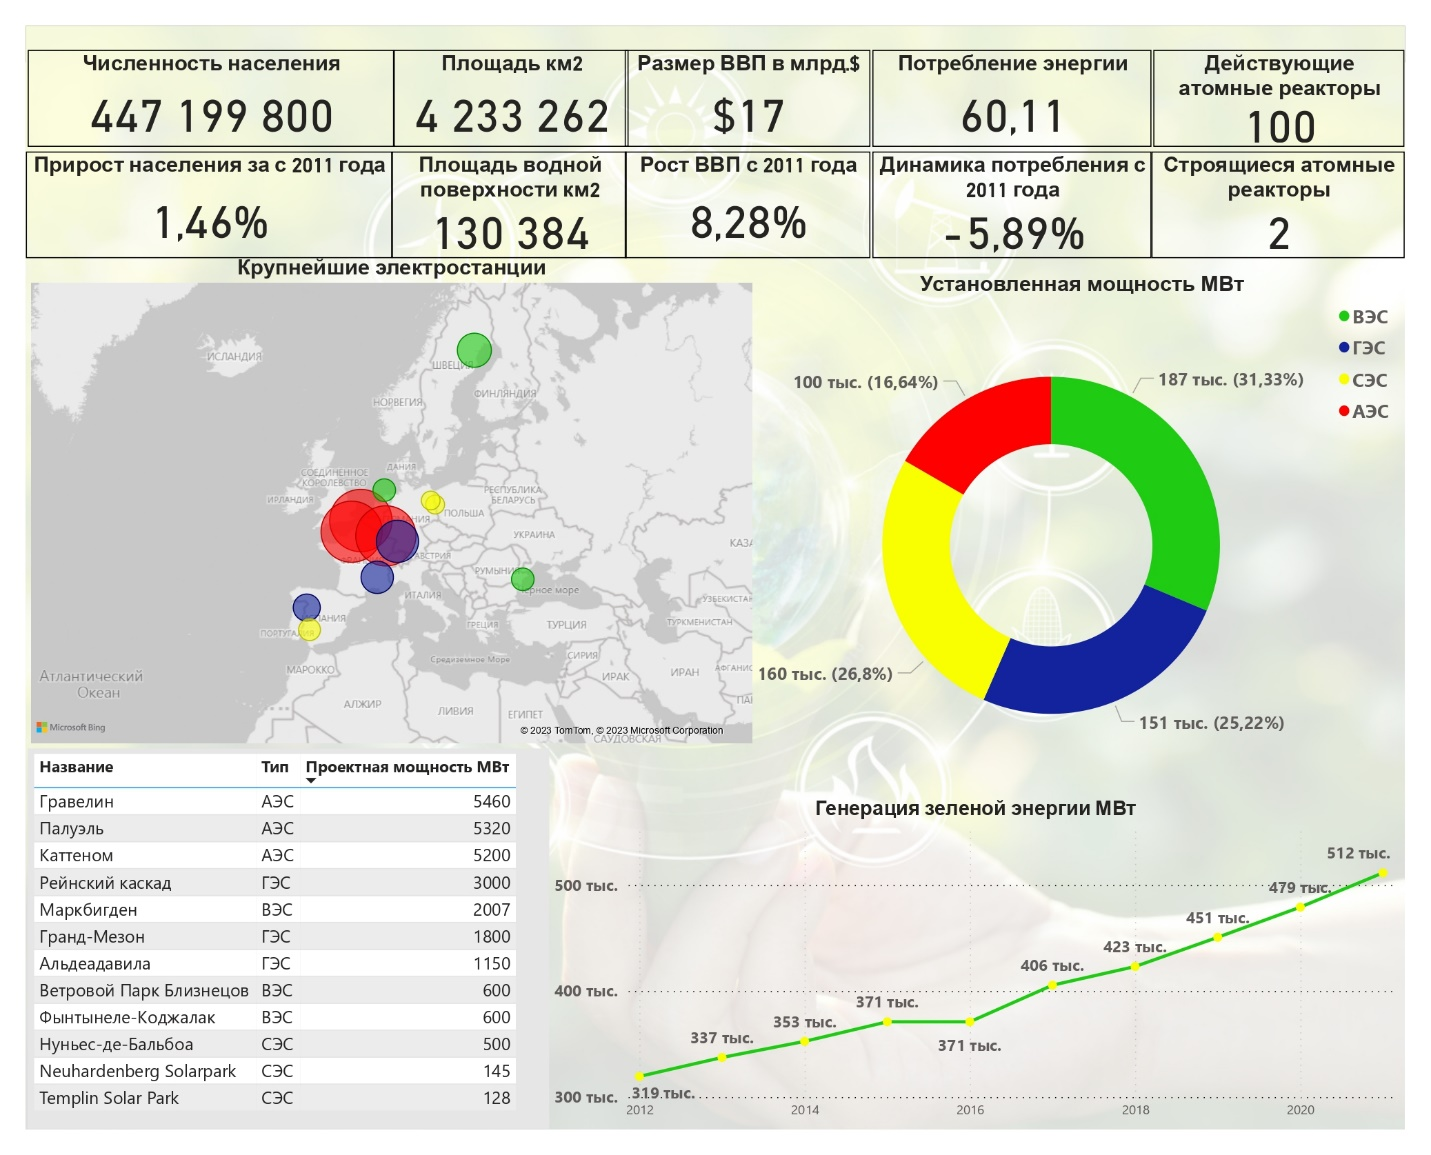 Численность населения
447 199 800
Площадь км2
4 233 262
Размер ВВП в млрд.$
$17
Потребление энергии
60,11
Действующие
атомные реакторы
100
Прирост населения за с 2011 года
1,46%
Площадь водной
поверхности км2
130 384
Рост ВВП с 2011 года
8,28%
Динамика потребления с
2011 года
-5,89%
Строящиеся атомные
реакторы
2
Крупнейшие электростанции
ИСЛАНДИЯ
ШВЕЦИЯ
НОРВЕГИЯ
ФИНЛЯНДИЯ
ДАНИЯ
СОЕДИНЕННОЕ
КОРОЛЕВСТВО
ИРЛАНДИЯ
РЕСПУБЛИКА
БЕЛАРУСЬ
ПОЛЬША
УКРАИНА
КАЗА
РУМЫНИЯ
Черное море
ИТАЛИЯ
УЗБЕКИСТАН
ГРЕЦИЯ
ТУРЦИЯ
ТУРКМЕНИСТАН
Средиземное Море
СИРИЯ
МАРОККО
ИРАК
ИРАН
АФГАНИС
Атлантический
Океан
АЛЖИР
ЛИВИЯ
ЕГИПЕТ
ПА
САУДОВСКАЯ
Microsoft Bing
© 2023 TomTom, © 2023 Microsoft Corporation
Установленная мощность МВт
ВЭС
ГЭС
СЭС
АЭС
100 тыс. (16,64%)
187 тыс. (31,33%)
160 тыс. (26,8%)
151 тыс. (25,22%)
Название Тип Проектная мощность МВт
Гравелин АЭС 5460
Палуэль АЭС 5320
Каттеном АЭС 5200
Рейнский каскад ГЭС 3000
Маркбигден ВЭС 2007
Гранд-Мезон ГЭС 1800
Альдеадавила ГЭС 1150
Ветровой Парк Близнецов ВЭС 600
Фынтынеле-Коджалак ВЭС 600
Нуньес-де-Бальбоа СЭС 500
Neuhardenberg Solarpark СЭС 145
Templin Solar Park СЭС 128
Генерация зеленой энергии МВт
500 тыс.
400 тыс.
300 тыс.
319 тыс.
337 тыс.
353 тыс.
371 тыс.
371 тыс.
406 тыс.
423 тыс.
451 тыс.
479 тыс.
512 тыс.
2012
2014
2016
2018
2020